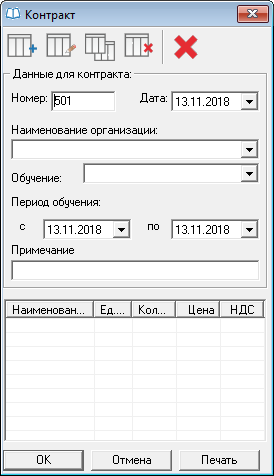 Контракт
Данные для контракта:
Номер: 501 Дата: 13.11.2018
Наименование организации:
Обучение:
Период обучения:
с 13.11.2018 по 13.11.2018
Примечание
Наименован... Ед.... Кол... Цена НДС
OK Отмена Печать